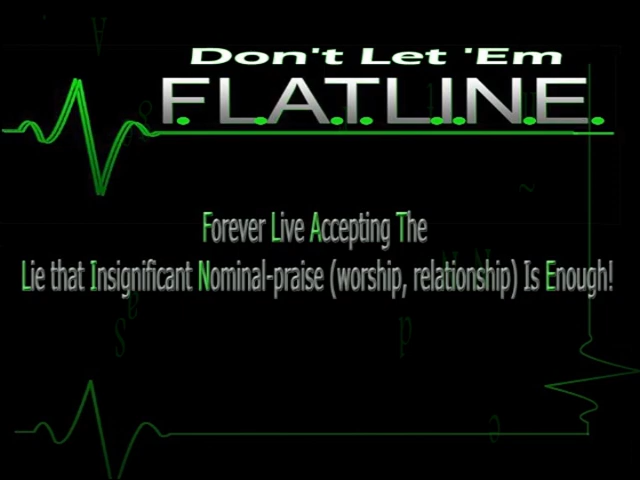 Don't Let 'Em
F.L.A.T.L.I.N.E.
Forever Live Accepting The
Lie that Insignificant Nominal-praise (worship, relationship) Is Enough!